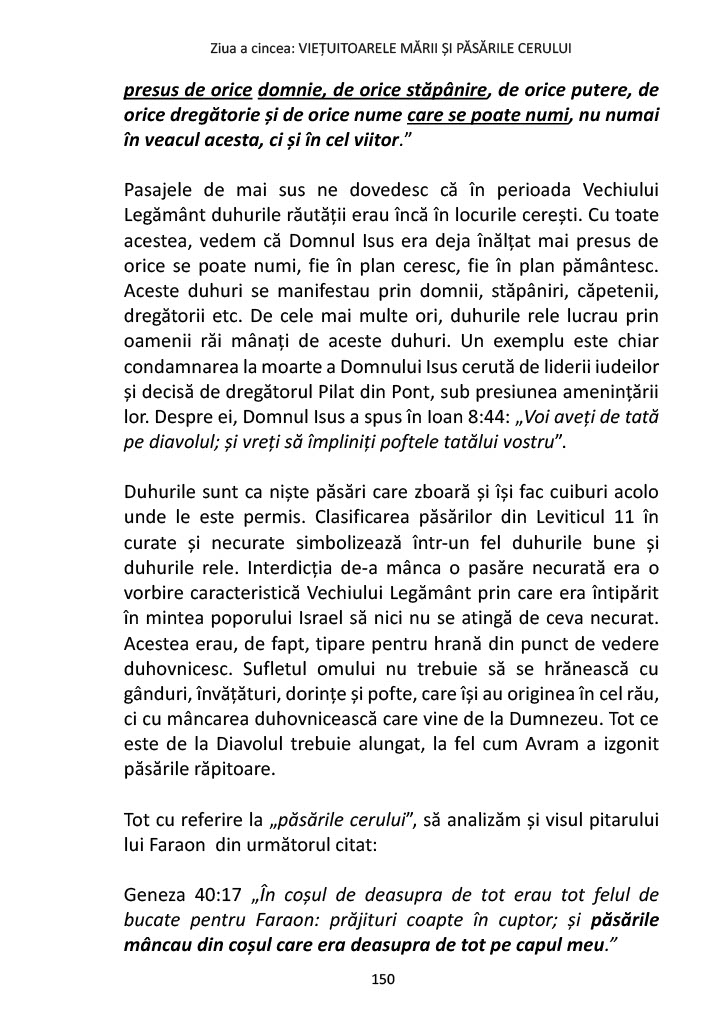 Ziua a cincea: VIEȚUITOARELE MĂRII ȘI PĂSĂRILE CERULUI
presus de orice domnie, de orice stăpânire, de orice putere, de
orice dregătorie și de orice nume care se poate numi, nu numai
în veacul acesta, ci și în cel viitor.”
Pasajele de mai sus ne dovedesc că în perioada Vechiului
Legământ duhurile răutății erau încă în locurile cerești. Cu toate
acestea, vedem că Domnul Isus era deja înălțat mai presus de
orice se poate numi, fie în plan ceresc, fie în plan pământesc.
Aceste duhuri se manifestau prin domnii, stăpâniri, căpetenii,
dregătorii etc. De cele mai multe ori, duhurile rele lucrau prin
oamenii răi mânați de aceste duhuri. Un exemplu este chiar
condamnarea la moarte a Domnului Isus cerută de liderii iudeilor
și decisă de dregătorul Pilat din Pont, sub presiunea amenințării
lor. Despre ei, Domnul Isus a spus în Ioan 8:44: „Voi aveți de tată
pe diavolul; și vreți să împliniți poftele tatălui vostru”.
Duhurile sunt ca niște păsări care zboară și își fac cuiburi acolo
unde le este permis. Clasificarea păsărilor din Leviticul 11 în
curate și necurate simbolizează într-un fel duhurile bune și
duhurile rele. Interdicția de-a mânca o pasăre necurată era o
vorbire caracteristică Vechiului Legământ prin care era întipărit
în mintea poporului Israel să nici nu se atingă de ceva necurat.
Acestea erau, de fapt, tipare pentru hrană din punct de vedere
duhovnicesc. Sufletul omului nu trebuie să se hrănească cu
gânduri, învățături, dorințe și pofte, care își au originea în cel rău,
ci cu mâncarea duhovnicească care vine de la Dumnezeu. Tot ce
este de la Diavolul trebuie alungat, la fel cum Avram a izgonit
păsările răpitoare.
Tot cu referire la „păsările cerului”, să analizăm și visul pitarului
lui Faraon  din următorul citat:
Geneza 40:17 „În coșul de deasupra de tot erau tot felul de
bucate pentru Faraon: prăjituri coapte în cuptor; și păsările
mâncau din coșul care era deasupra de tot pe capul meu.”
150